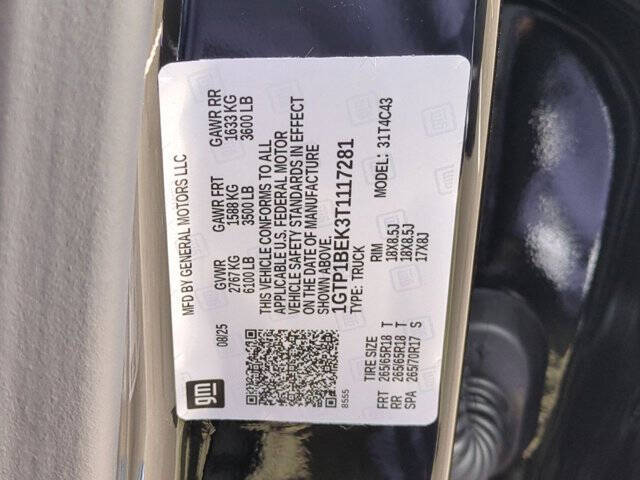 gm
MFD BY GENERAL MOTORS LLC
08/25
GVWR GAWR FRT GAWR RR
2767 KG 1588 KG 1633 KG
6100 LB 3500 LB 3600 LB
THIS VEHICLE CONFORMS TO ALL
APPLICABLE U.S. FEDERAL MOTOR
VEHICLE SAFETY STANDARDS IN EFFECT
ON THE DATE OF MANUFACTURE
SHOWN ABOVE.
1GTP1BEK3T1117281
TYPE: TRUCK MODEL: 31T4C43
8555
TIRE SIZE RIM
FRT 265/65R18 T 18X8.5J
RR 265/65R18 T 18X8.5J
SPA 265/70R17 S 17X8J